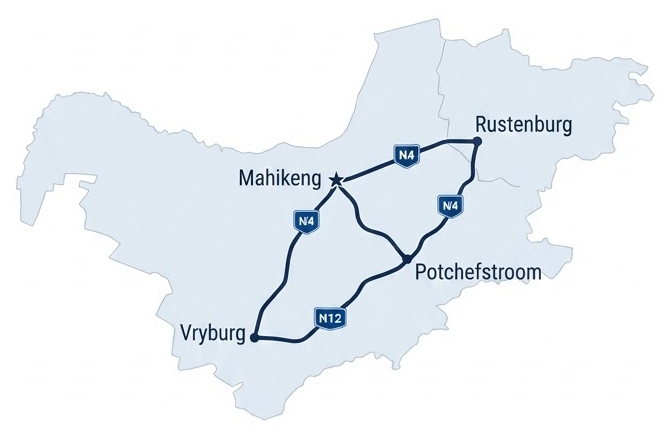 Rustenburg
N4
Mahikeng
N4
N4
Potchefstroom
N12
Vryburg